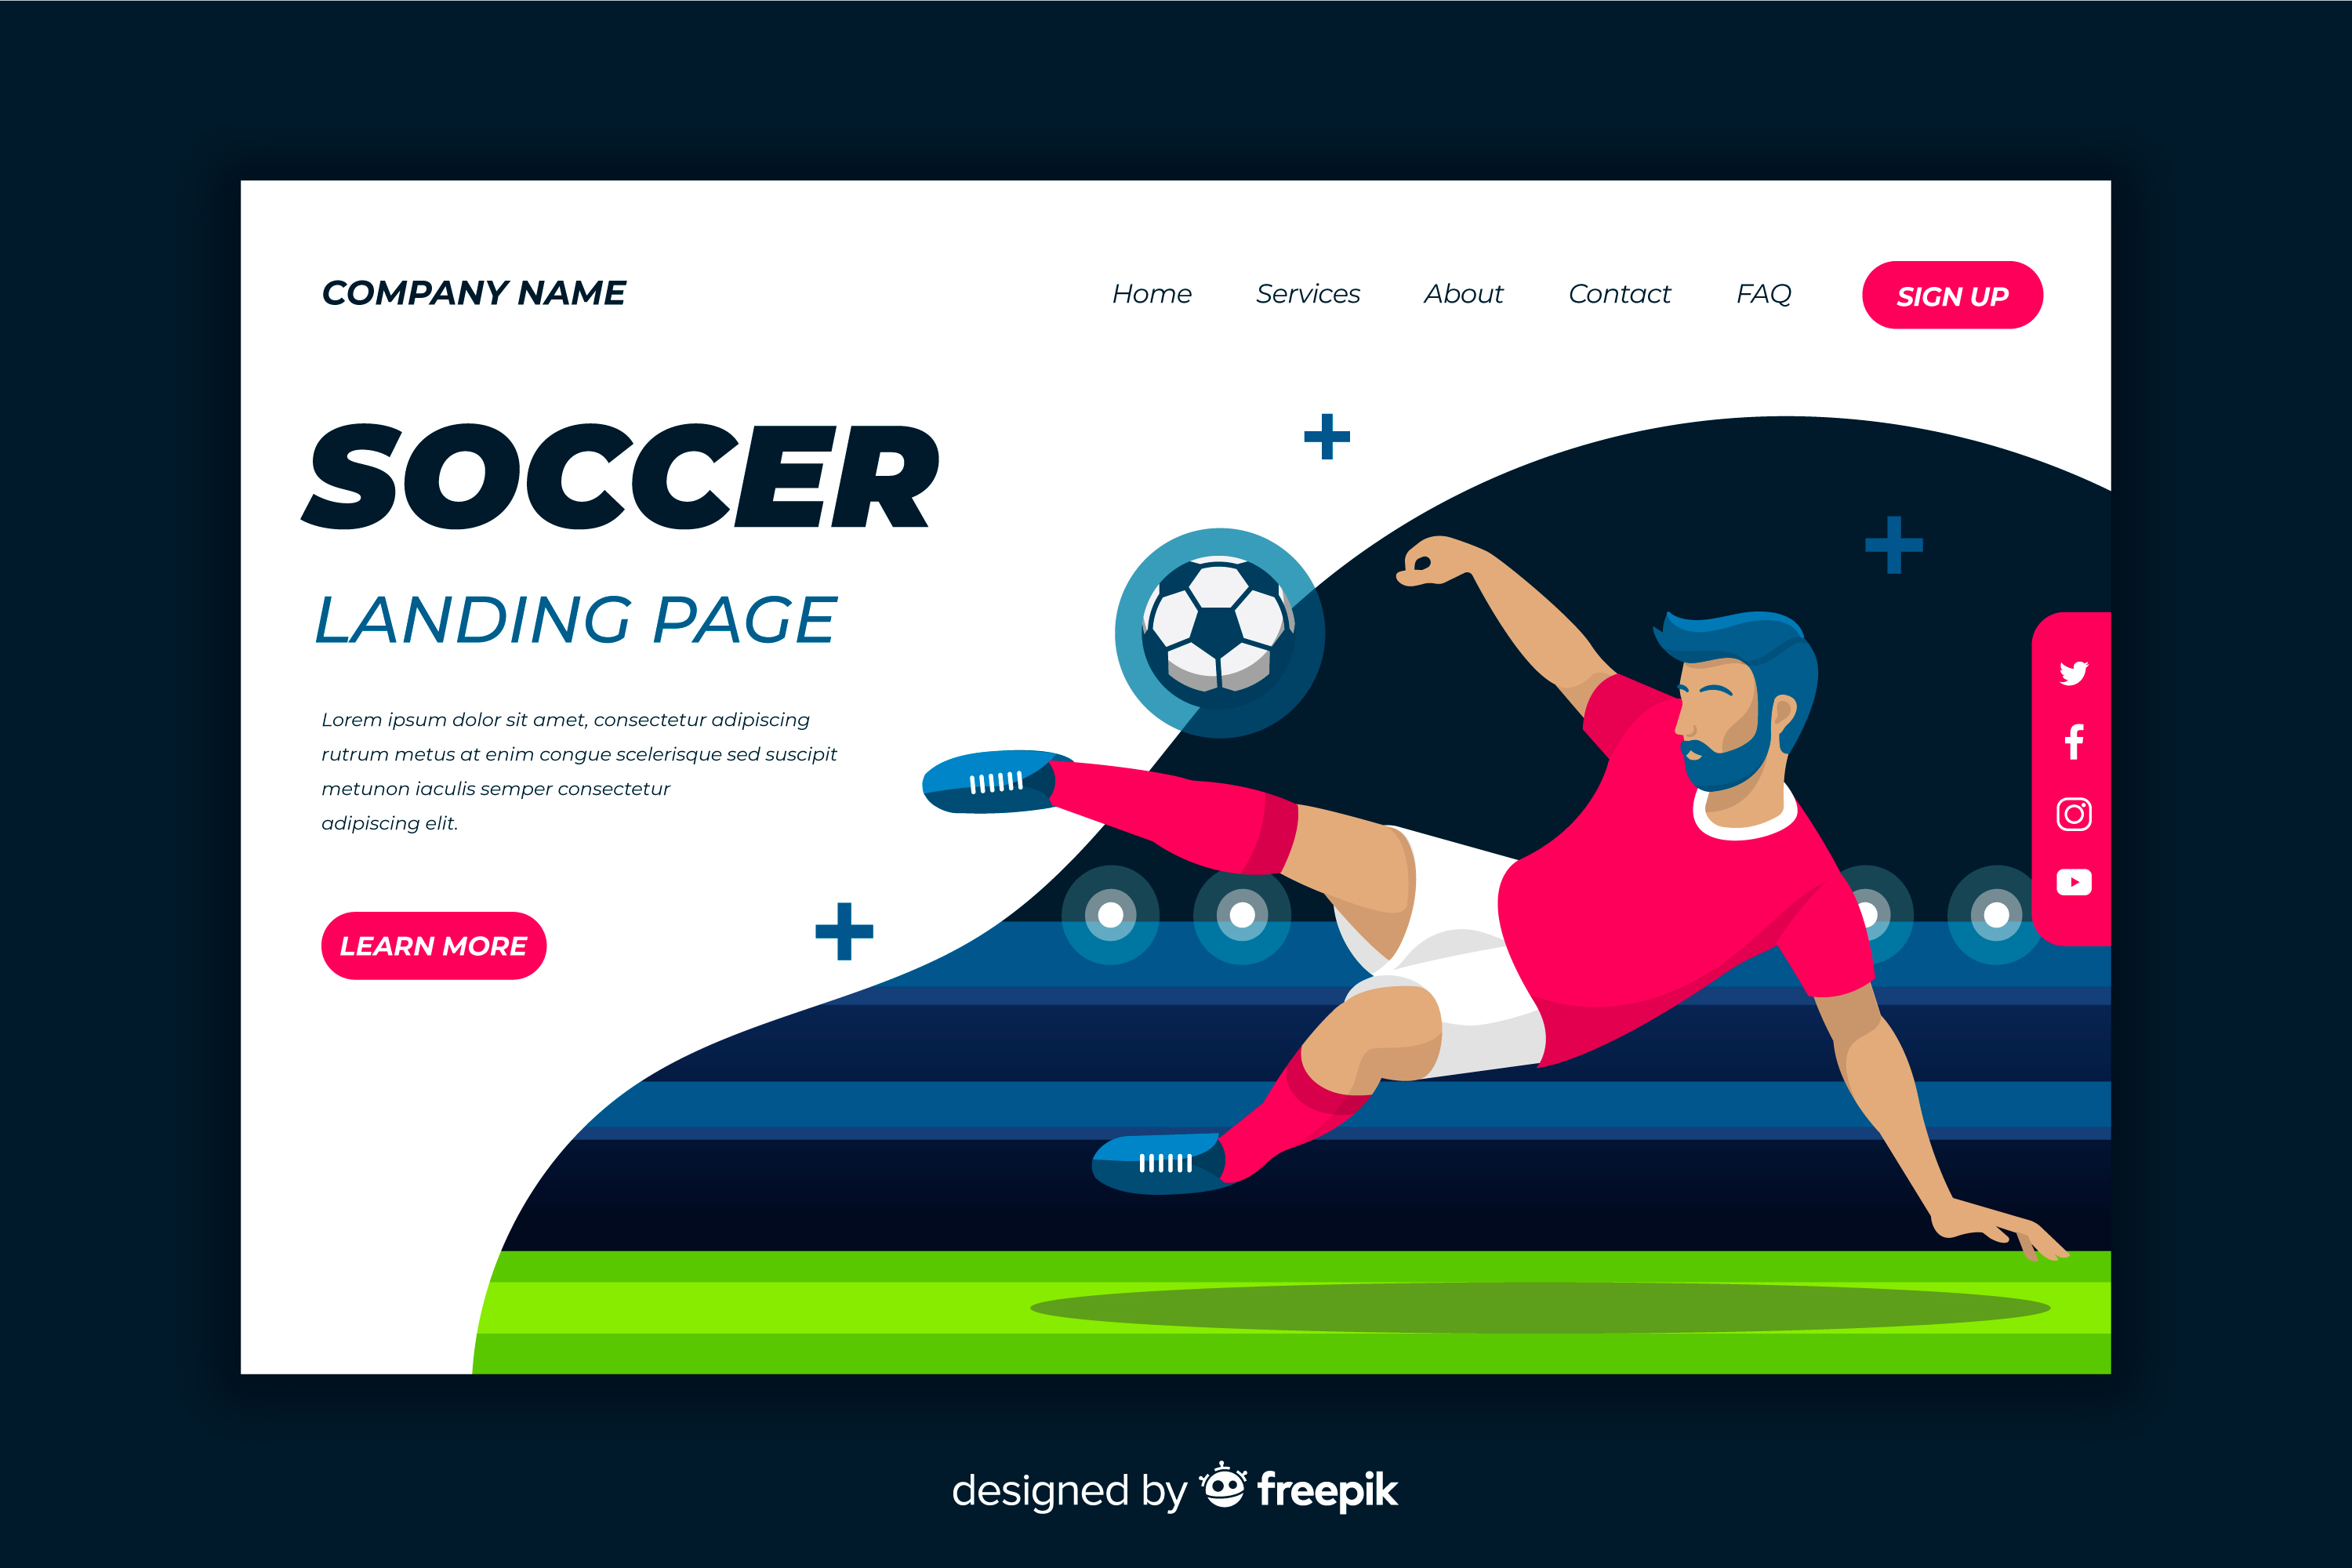 COMPANY NAME
Home Services About Contact FAQ SIGN UP
SOCCER
LANDING PAGE
Lorem ipsum dolor sit amet, consectetur adipiscing
rutrum metus at enim congue scelerisque sed suscipit
metunon iaculis semper consectetur
adipiscing elit.
LEARN MORE
designed by freepik